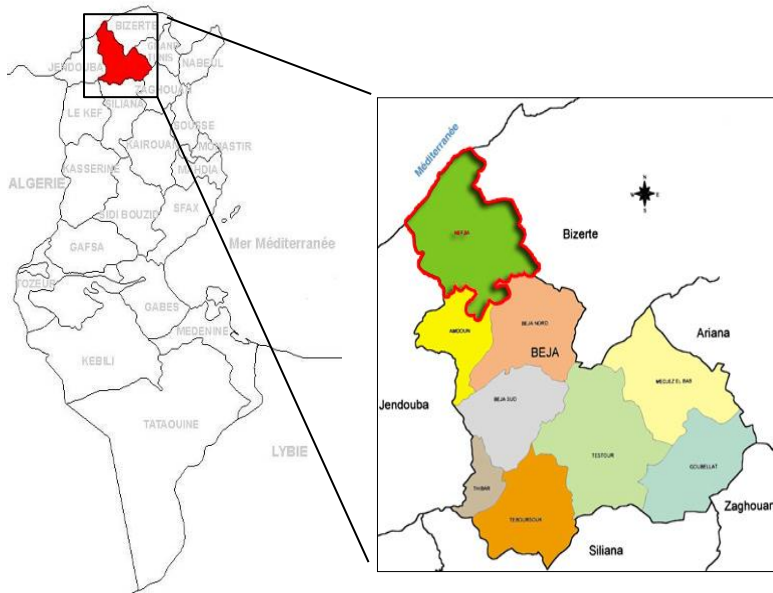 BIZERTE
GRAND
TUNIS
NABEUL
JENDOUBA
ZAGHOUAN
SILIANA
LE KEF
SOUSSE
KAIROUAN
MONASTIR
KASSERINE
MAHDIA
ALGERIE
SFAX
SIDI BOUZID
Mer Méditerranée
GAFSA
TOZEUR
GABES
MEDENINE
KEBILI
TATAOUINE
LYBIE
Méditerranée
N
W
E
S
Bizerte
AMDOUN
BEJA NORD
BEJA
Ariana
MEDJEZ EL BAB
Jendouba
BEJA SUD
TESTOUR
GOUBELLAT
THIBAR
Zaghouan
TEBOURSOUK
Siliana